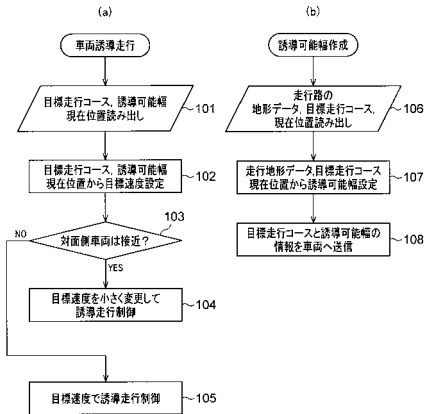 (a)
車両誘導走行
目標走行コース, 誘導可能幅
現在位置読み出し
101
目標走行コース, 誘導可能幅
現在位置から目標速度設定
102
103
対面側車両は接近?
NO
YES
目標速度を小さく変更して
誘導走行制御
104
目標速度で誘導走行制御
105
(b)
誘導可能幅作成
走行路の
地形データ, 目標走行コース,
現在位置読み出し
106
走行地形データ,目標走行コース
現在位置から誘導可能幅設定
107
目標走行コースと誘導可能幅の
情報を車両へ送信
108